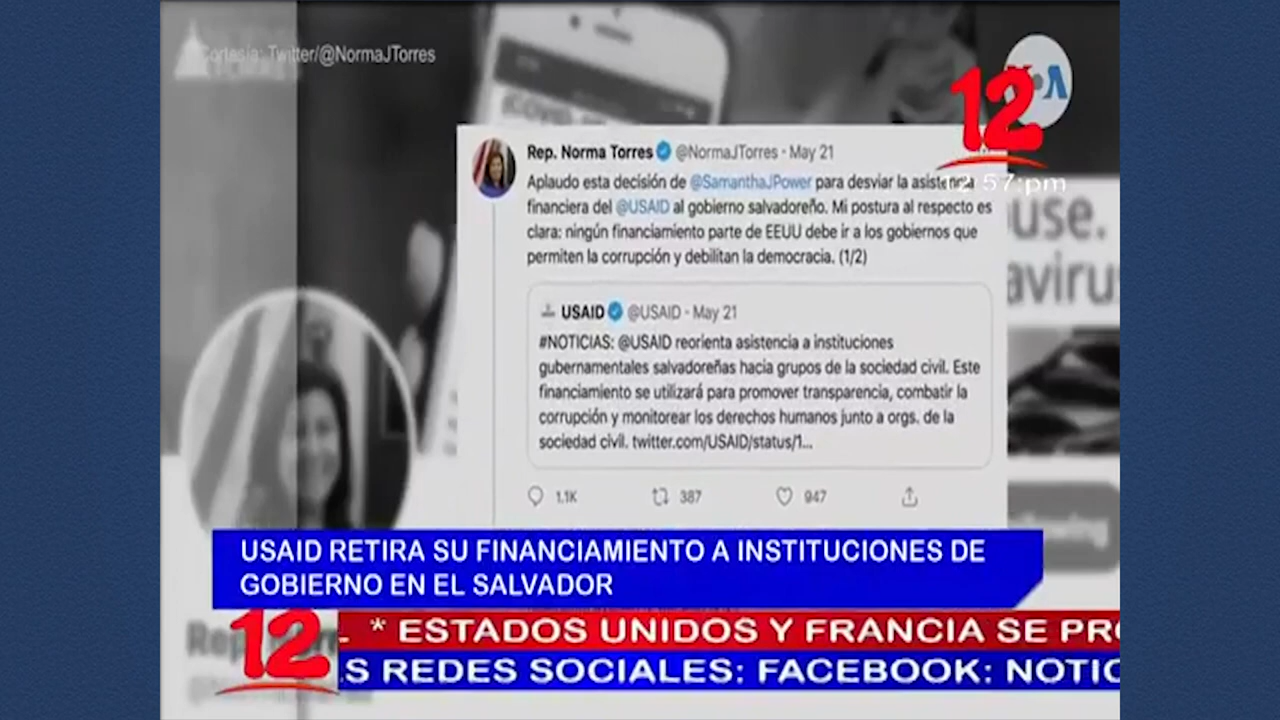 Cortesía: Twitter/@NormaJTorres
VOA
12
12:57:pm
Rep. Norma Torres @NormaJTorres · May 21
Aplaudo esta decisión de @SamanthaJPower para desviar la asistencia
financiera del @USAID al gobierno salvadoreño. Mi postura al respecto es
clara: ningún financiamiento parte de EEUU debe ir a los gobiernos que
permiten la corrupción y debilitan la democracia. (1/2)
USAID @USAID · May 21
#NOTICIAS: @USAID reorienta asistencia a instituciones
gubernamentales salvadoreñas hacia grupos de la sociedad civil. Este
financiamiento se utilizará para promover transparencia, combatir la
corrupción y monitorear los derechos humanos junto a orgs. de la
sociedad civil. twitter.com/USAID/status/1...
1.1K 387 947
USAID RETIRA SU FINANCIAMIENTO A INSTITUCIONES DE
GOBIERNO EN EL SALVADOR
12
* ESTADOS UNIDOS Y FRANCIA SE PRO
AS REDES SOCIALES: FACEBOOK: NOTIC